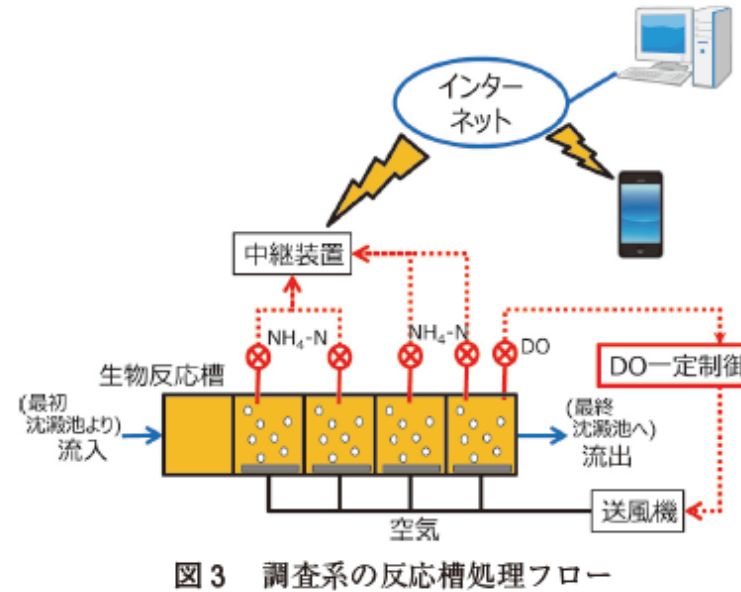 インター
ネット
中継装置
NH₄-N
NH₄-N
DO
DO一定制御
生物反応槽
(最初
沈澱池より)
流入
(最終
沈澱池へ)
流出
空気
送風機
図3 調査系の反応槽処理フロー